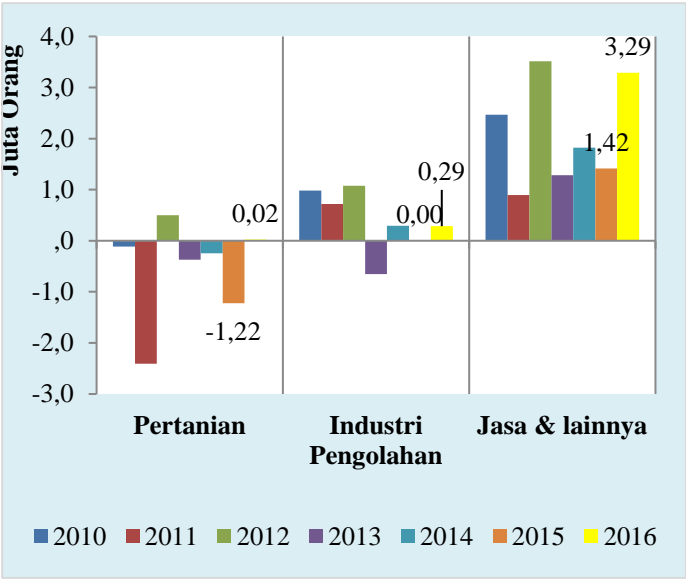 Juta Orang
4,0
3,0
2,0
1,0
,0
-1,0
-2,0
-3,0
0,02
-1,22
0,29
0,00
3,29
1,42
Pertanian
Industri
Pengolahan
Jasa & lainnya
2010 2011 2012 2013 2014 2015 2016